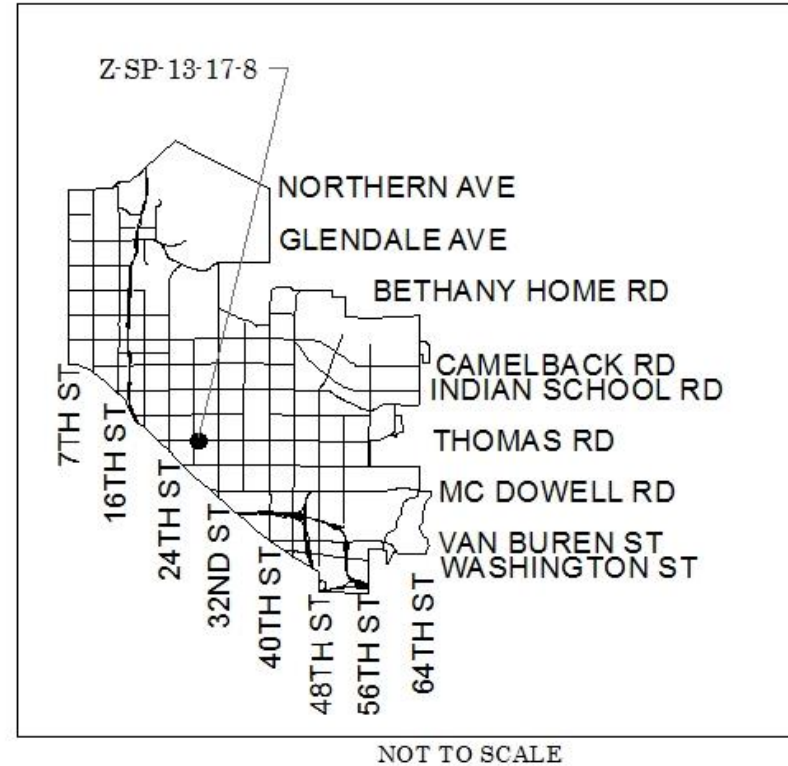 Z-SP-13-17-8
NORTHERN AVE
GLENDALE AVE
BETHANY HOME RD
CAMELBACK RD
INDIAN SCHOOL RD
THOMAS RD
MC DOWELL RD
VAN BUREN ST
WASHINGTON ST
7TH ST
16TH ST
24TH ST
32ND ST
40TH ST
48TH ST
56TH ST
64TH ST
NOT TO SCALE